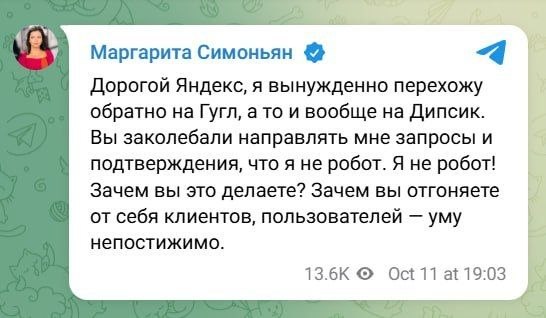 Маргарита Симоньян
Дорогой Яндекс, я вынужденно перехожу
обратно на Гугл, а то и вообще на Дипсик.
Вы заколебали направлять мне запросы и
подтверждения, что я не робот. Я не робот!
Зачем вы это делаете? Зачем вы отгоняете
от себя клиентов, пользователей — уму
непостижимо.
13.6K Oct 11 at 19:03